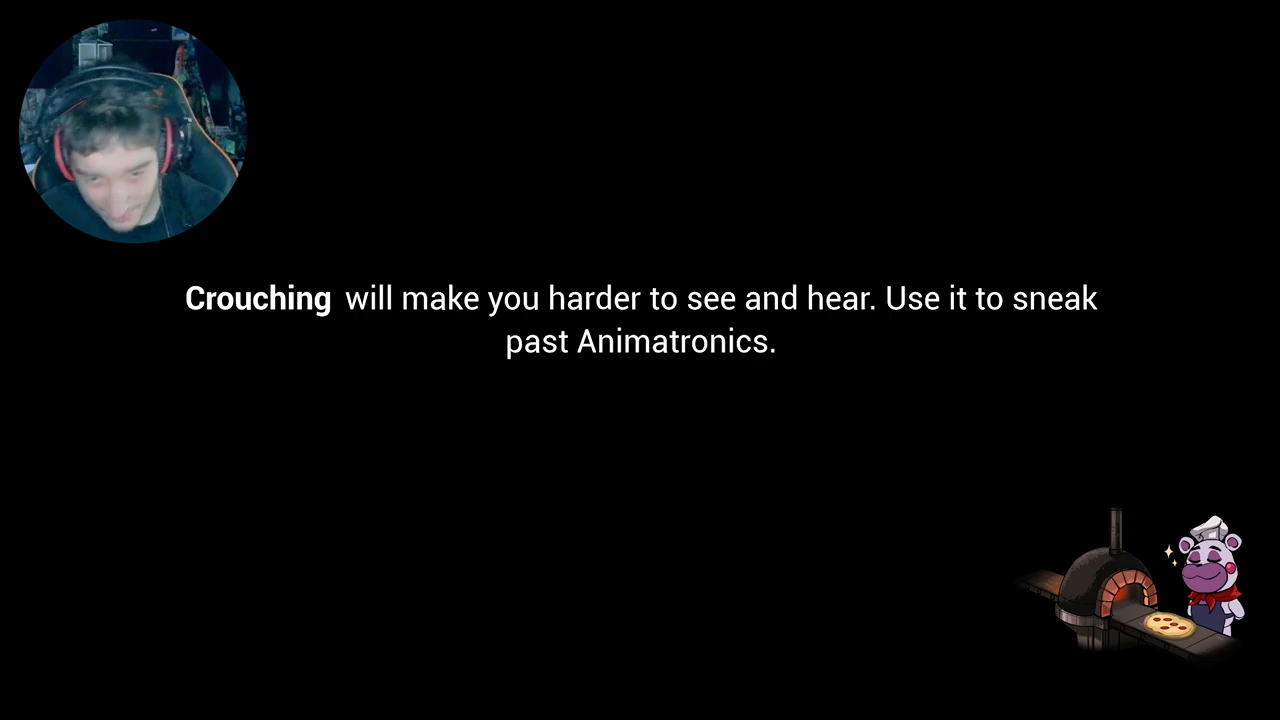 Crouching will make you harder to see and hear. Use it to sneak
past Animatronics.